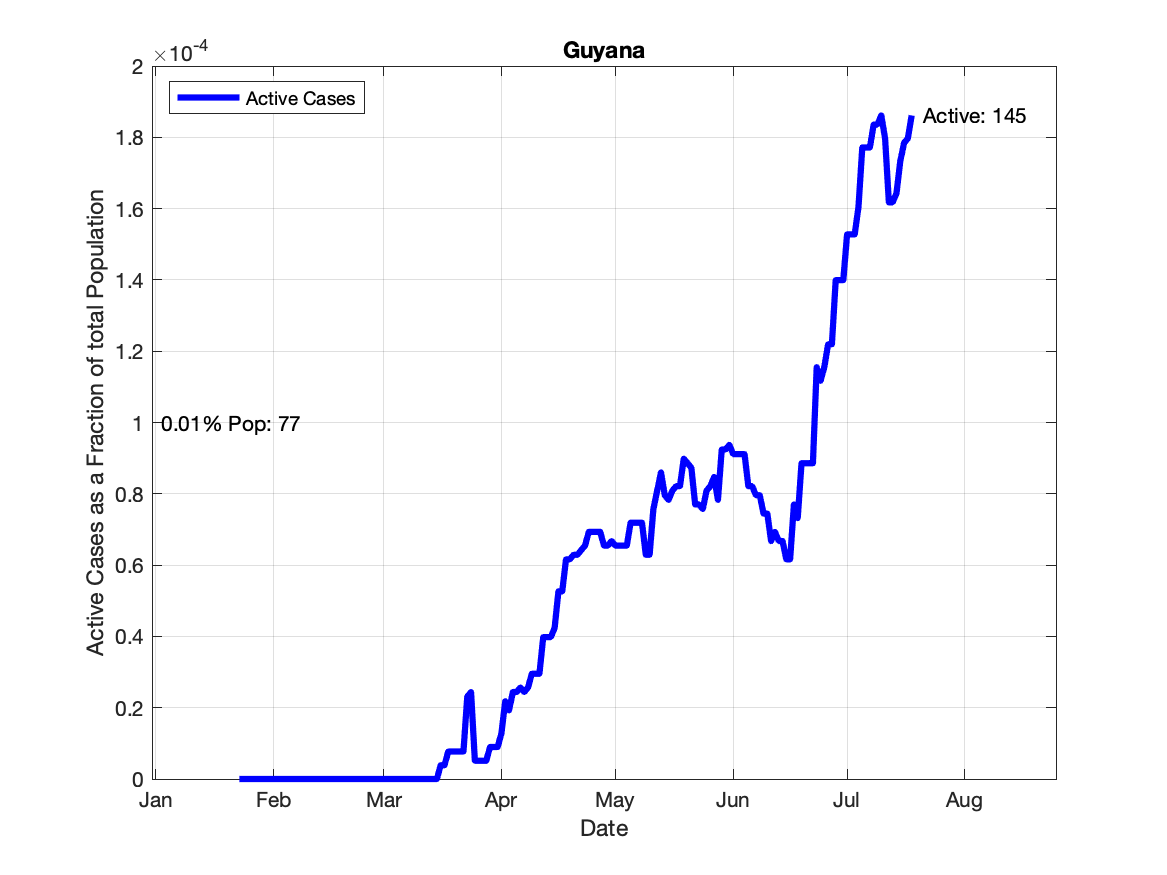 Guyana
×10^-4
2
1.8
1.6
1.4
1.2
1
0.8
0.6
0.4
0.2
0
Active Cases as a Fraction of total Population
Active Cases
Active: 145
0.01% Pop: 77
Jan Feb Mar Apr May Jun Jul Aug
Date